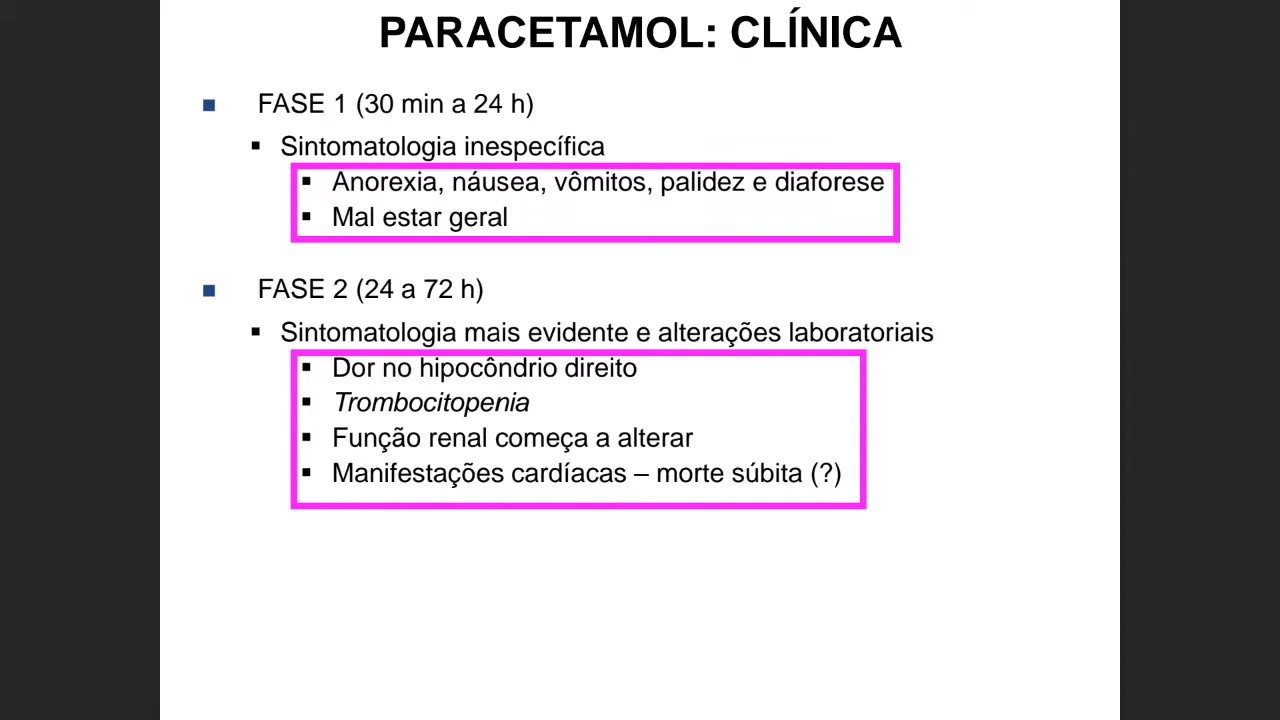 PARACETAMOL: CLÍNICA
FASE 1 (30 min a 24 h)
Sintomatologia inespecífica
Anorexia, náusea, vômitos, palidez e diaforese
Mal estar geral
FASE 2 (24 a 72 h)
Sintomatologia mais evidente e alterações laboratoriais
Dor no hipocôndrio direito
Trombocitopenia
Função renal começa a alterar
Manifestações cardíacas – morte súbita (?)